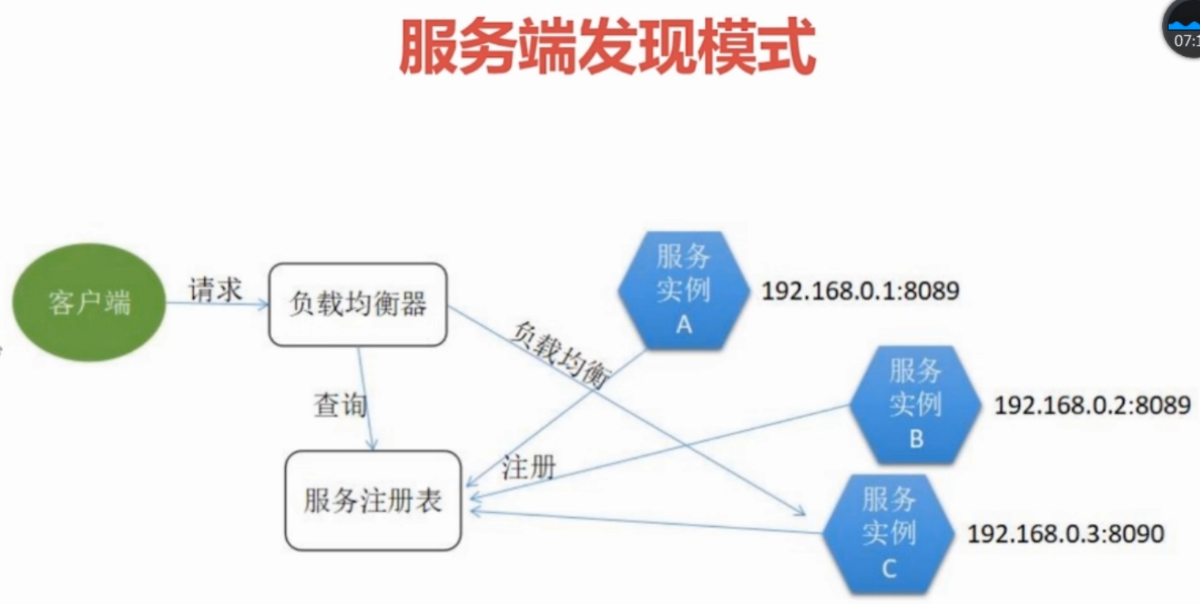 服务端发现模式
07:1
客户端
请求
负载均衡器
负载均衡
查询
服务注册表
注册
服务
实例
A
192.168.0.1:8089
服务
实例
B
192.168.0.2:8089
服务
实例
C
192.168.0.3:8090